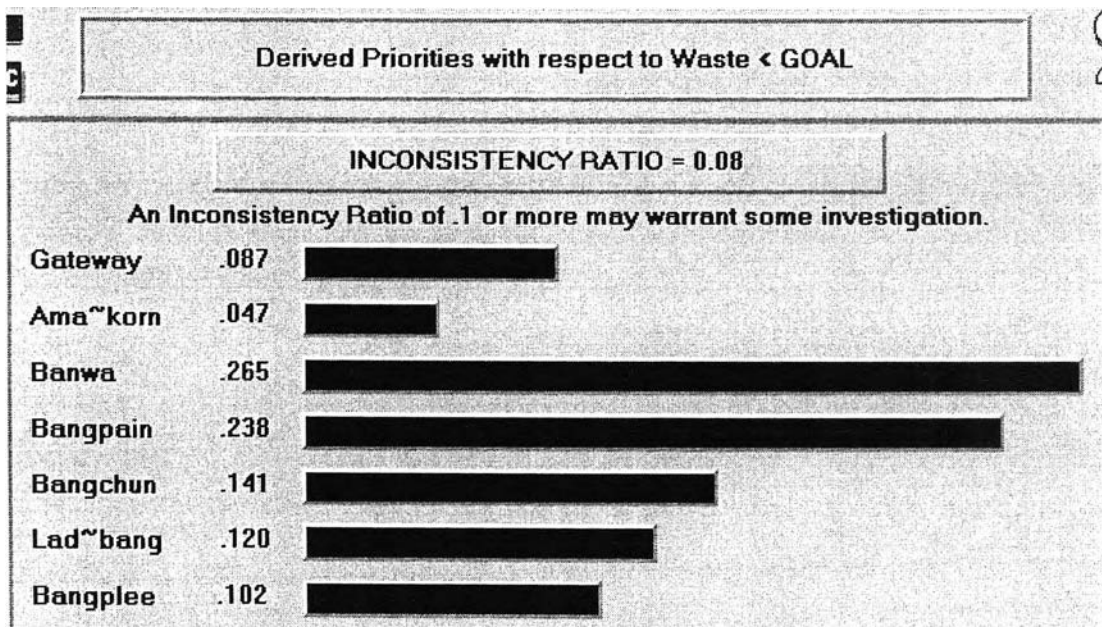 Derived Priorities with respect to Waste < GOAL
INCONSISTENCY RATIO = 0.08
An Inconsistency Ratio of .1 or more may warrant some investigation.
Gateway .087
Ama~korn .047
Banwa .265
Bangpain .238
Bangchun .141
Lad~bang .120
Bangplee .102